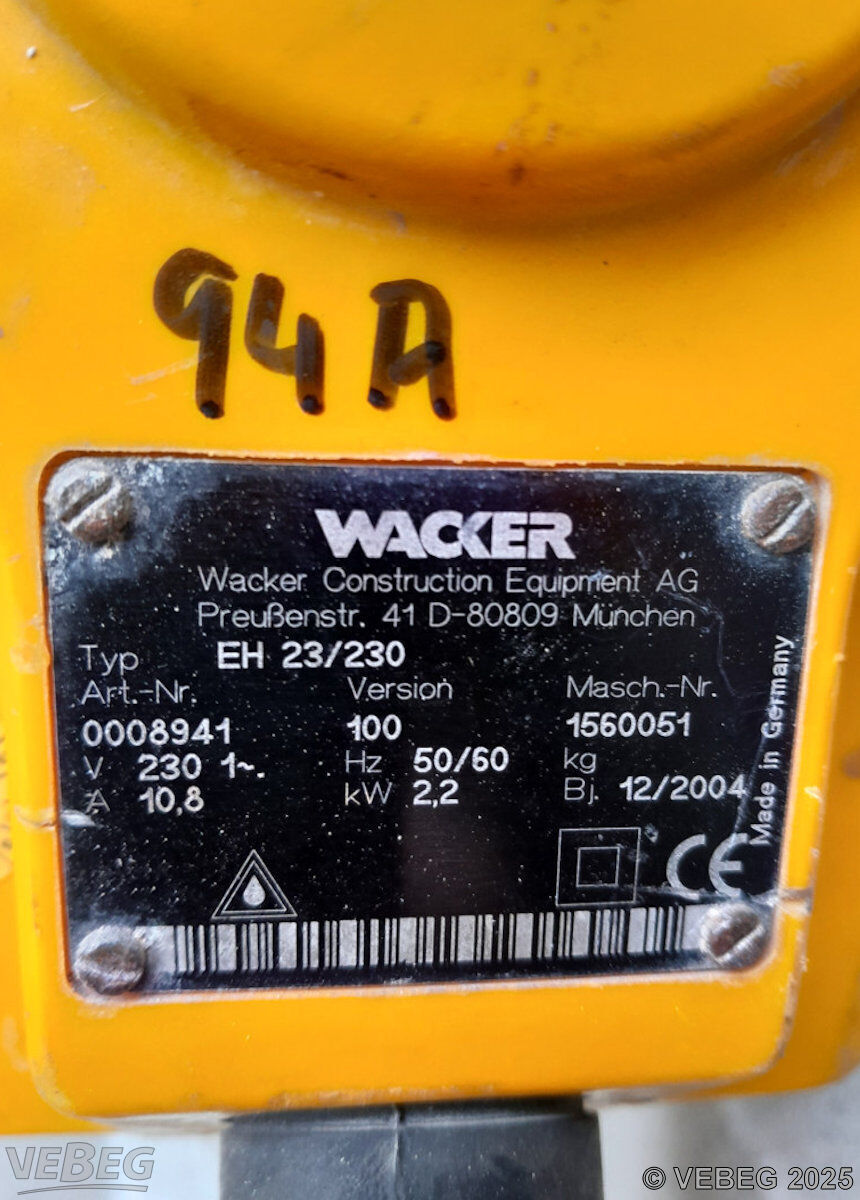 94A
WACKER
Wacker Construction Equipment AG
Preußenstr. 41 D-80809 München
Typ EH 23/230
Art.-Nr. Version Masch.-Nr.
0008941 100 1560051
V 230 1~. Hz 50/60 kg
A 10,8 kW 2,2 Bj. 12/2004
Made in Germany
CE
VEBEG
© VEBEG 2025